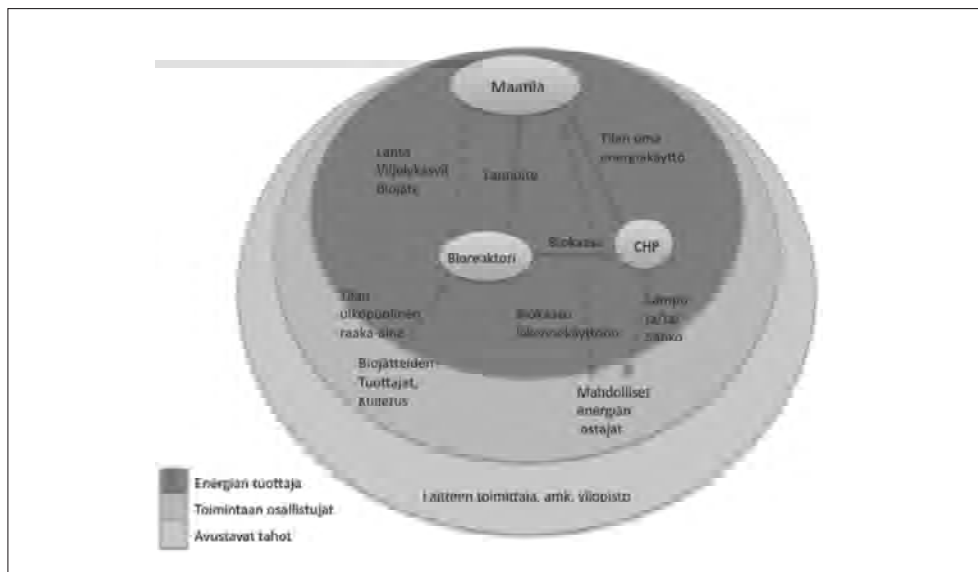 Maatila
Tilan oma
energiakäyttö
Lanta
Viljelykasvit
Biojäte
Lannoite
Biokaasu
CHP
Bioreaktori
Tilan
ulkopuolinen
raaka-aine
Biokaasu
liikennekäyttöön
Lämpö
ja/tai
sähkö
Biojätteiden
Tuottajat,
Kuljetus
Mahdolliset
energian
ostajat
Laitteen toimittaja, amk, yliopisto
Energian tuottaja
Toimintaan osallistujat
Avustavat tahot